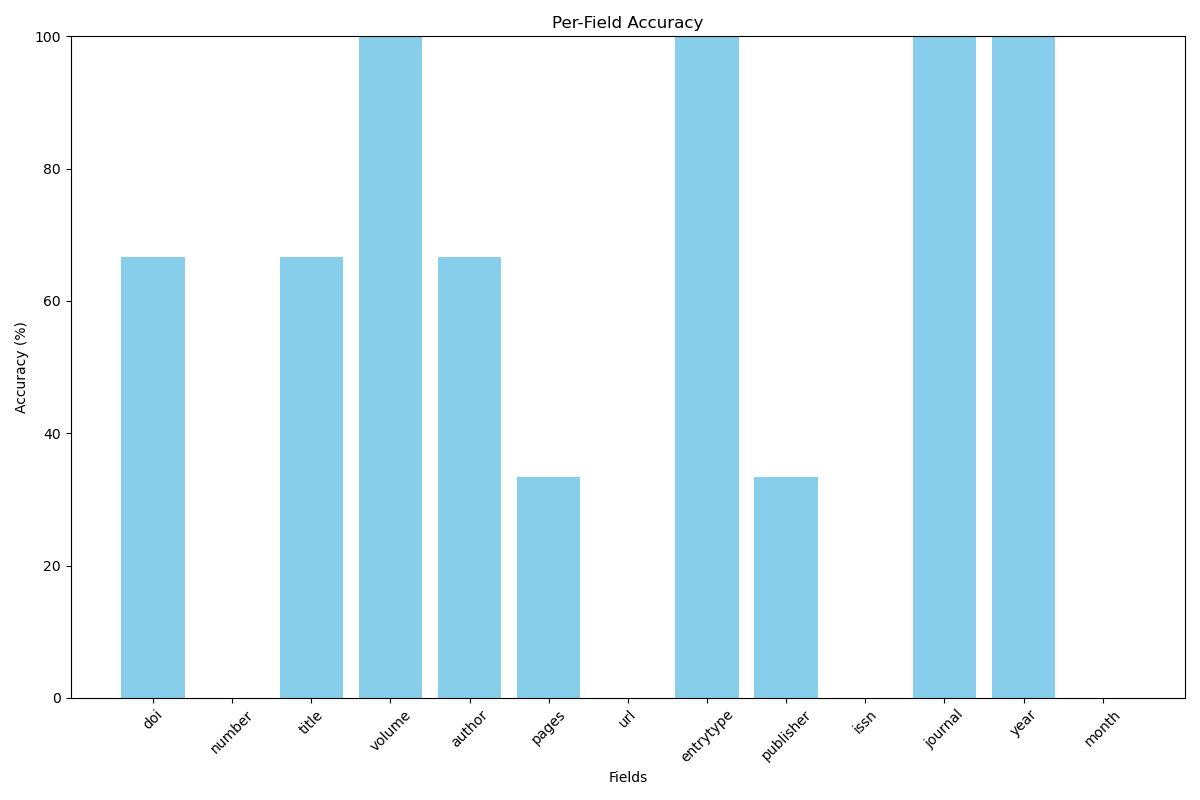 Per-Field Accuracy
Accuracy (%)
100
80
60
40
20
0
doi
number
title
volume
author
pages
url
entrytype
publisher
issn
journal
year
month
Fields